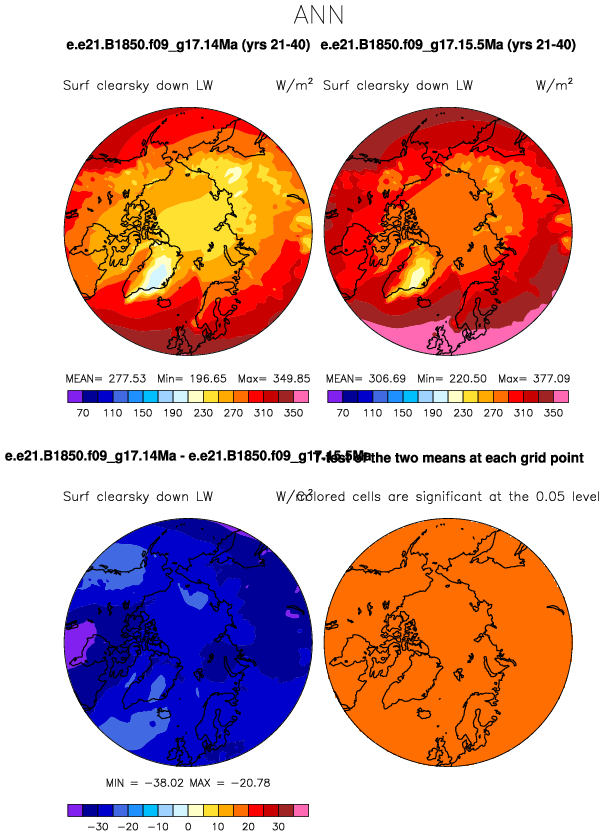 ANN
e.e21.B1850.f09_g17.14Ma (yrs 21-40) e.e21.B1850.f09_g17.15.5Ma (yrs 21-40)
Surf clearsky down LW W/m² Surf clearsky down LW W/m²
MEAN= 277.53 Min= 196.65 Max= 349.85 MEAN= 306.69 Min= 220.50 Max= 377.09
70 110 150 190 230 270 310 350 70 110 150 190 230 270 310 350
e.e21.B1850.f09_g17.14Ma - e.e21.B1850.f09_g17.15.5Ma T-test of the two means at each grid point
Surf clearsky down LW W/m² Colored cells are significant at the 0.05 level
MIN = −38.02 MAX = −20.78
−30 −20 −10 0 10 20 30